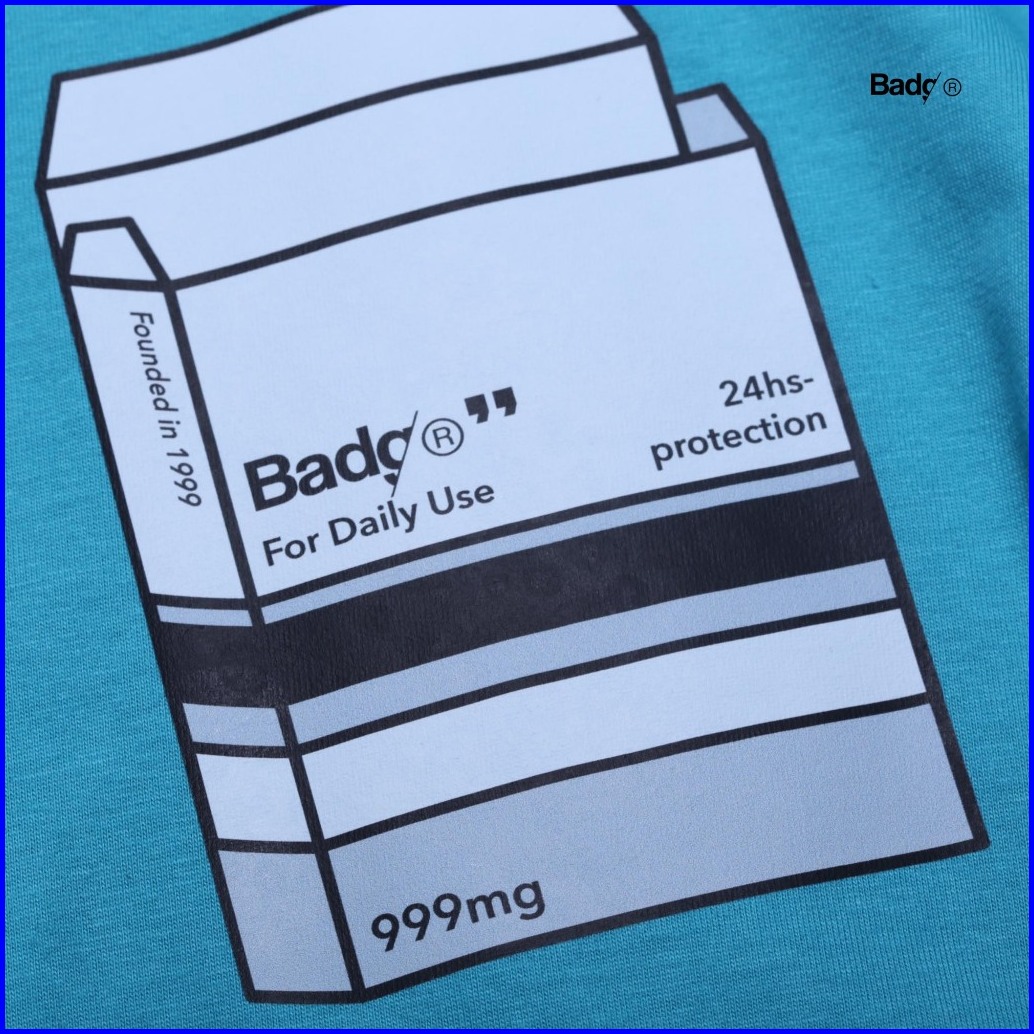 Badg®
Founded in 1999
Badg®”
For Daily Use
24hs-
protection
999mg